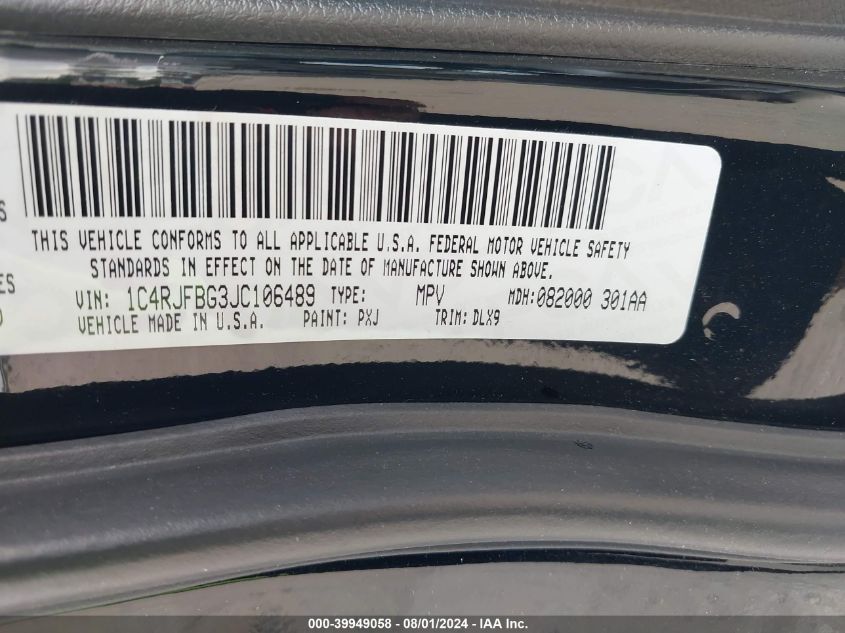 S
THIS VEHICLE CONFORMS TO ALL APPLICABLE U.S.A. FEDERAL MOTOR VEHICLE SAFETY
ES STANDARDS IN EFFECT ON THE DATE OF MANUFACTURE SHOWN ABOVE.
VIN: 1C4RJFBG3JC106489 TYPE: MPV MDH:082000 301AA
VEHICLE MADE IN U.S.A. PAINT: PXJ TRIM: DLX9
000-39949058 - 08/01/2024 - IAA Inc.